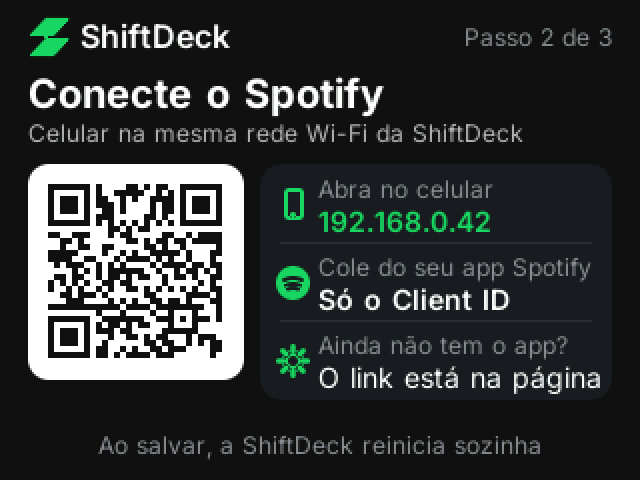 ShiftDeck
Passo 2 de 3
Conecte o Spotify
Celular na mesma rede Wi-Fi da ShiftDeck
Abra no celular
192.168.0.42
Cole do seu app Spotify
Só o Client ID
Ainda não tem o app?
O link está na página
Ao salvar, a ShiftDeck reinicia sozinha